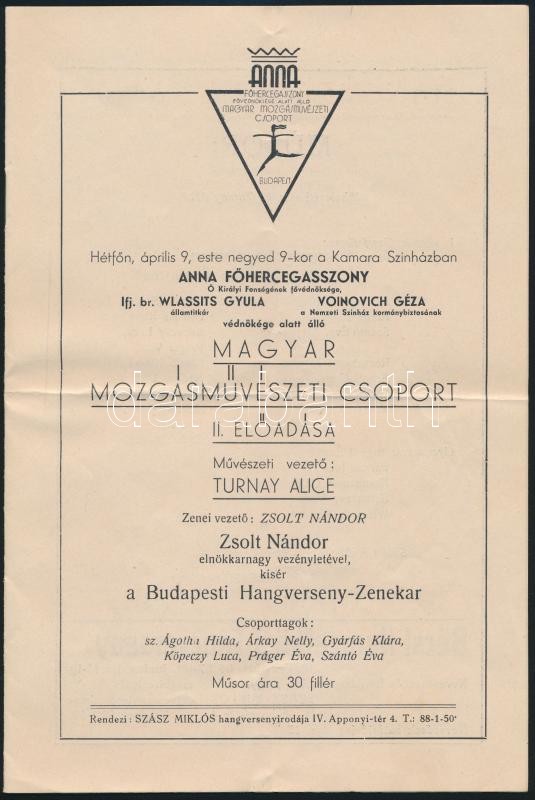 ANNA
FŐHERCEGASSZONY
FŐVÉDNÖKSÉGE ALATT ÁLLÓ
MAGYAR MOZGÁSMŰVÉSZETI
CSOPORT
BUDAPEST
Hétfőn, április 9, este negyed 9-kor a Kamara Szinházban
ANNA FŐHERCEGASSZONY
Ő Királyi Fenségének fővédnöksége,
Ifj. br. WLASSITS GYULA VOINOVICH GÉZA
államtitkár a Nemzeti Szinház kormánybiztosának
védnökége alatt álló
MAGYAR
MOZGÁSMŰVÉSZETI CSOPORT
darabanth
II. ELŐADÁSA
Művészeti vezető :
TURNAY ALICE
Zenei vezető : ZSOLT NÁNDOR
Zsolt Nándor
elnökkarnagy vezényletével,
kisér
a Budapesti Hangverseny-Zenekar
Csoporttagok :
sz. Ágotha Hilda, Árkay Nelly, Gyárfás Klára,
Köpeczy Luca, Práger Éva, Szántó Éva
Műsor ára 30 fillér
Rendezi : SZÁSZ MIKLÓS hangversenyirodája IV. Apponyi-tér 4. T.: 88-1-50